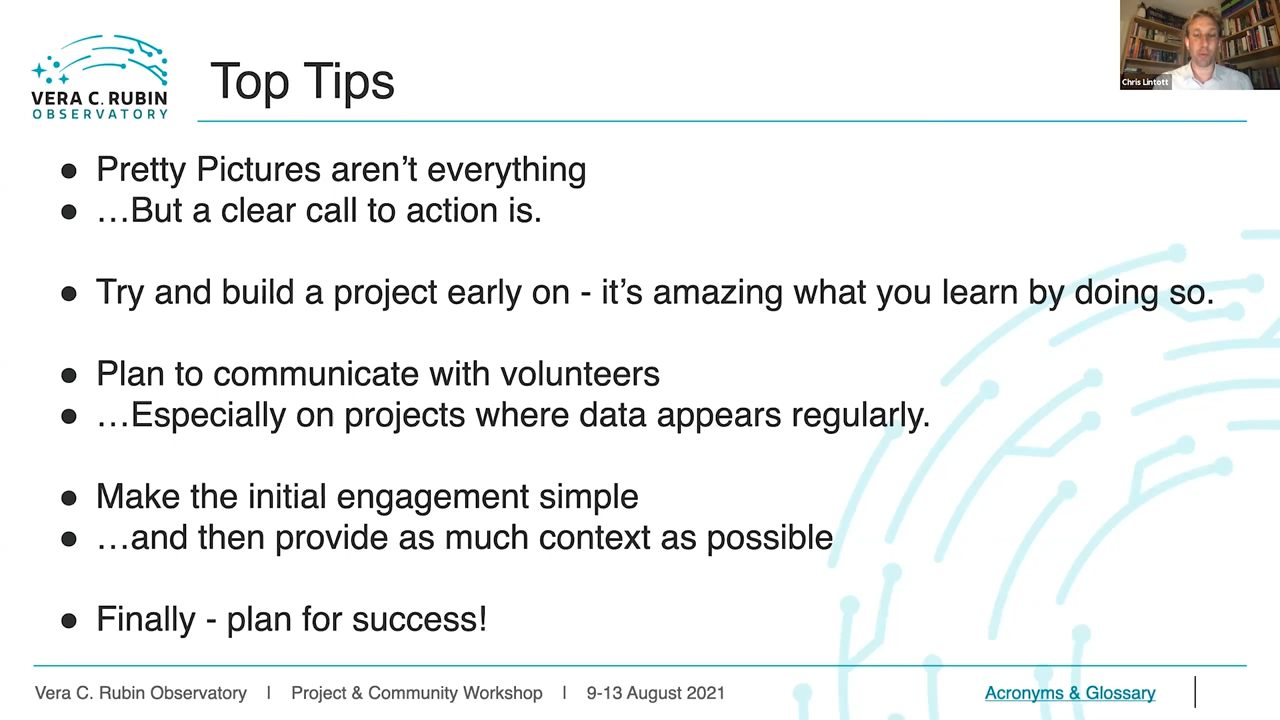 VERA C. RUBIN
OBSERVATORY
Top Tips
Chris Lintott
● Pretty Pictures aren’t everything
● …But a clear call to action is.
● Try and build a project early on - it’s amazing what you learn by doing so.
● Plan to communicate with volunteers
● …Especially on projects where data appears regularly.
● Make the initial engagement simple
● …and then provide as much context as possible
● Finally - plan for success!
Vera C. Rubin Observatory | Project & Community Workshop | 9-13 August 2021
Acronyms & Glossary